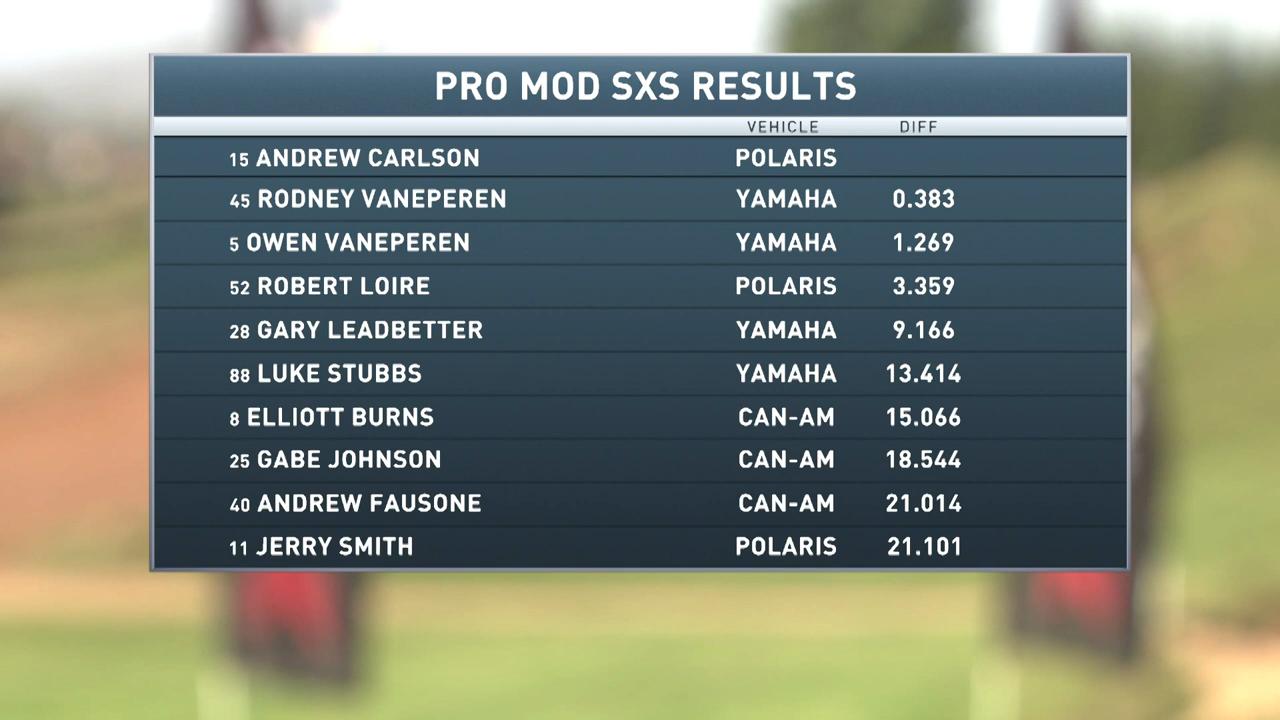 PRO MOD SXS RESULTS
VEHICLE DIFF
15 ANDREW CARLSON POLARIS
45 RODNEY VANEPEREN YAMAHA 0.383
5 OWEN VANEPEREN YAMAHA 1.269
52 ROBERT LOIRE POLARIS 3.359
28 GARY LEADBETTER YAMAHA 9.166
88 LUKE STUBBS YAMAHA 13.414
8 ELLIOTT BURNS CAN-AM 15.066
25 GABE JOHNSON CAN-AM 18.544
40 ANDREW FAUSONE CAN-AM 21.014
11 JERRY SMITH POLARIS 21.101